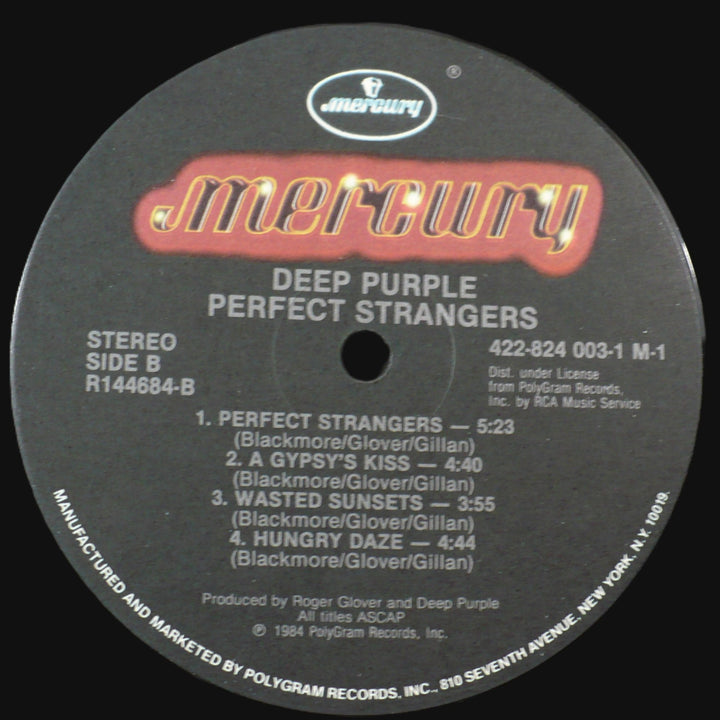 mercury ®
mercury
DEEP PURPLE
PERFECT STRANGERS
STEREO
SIDE B
R144684-B
422-824 003-1 M-1
Dist. under License
from PolyGram Records,
Inc. by RCA Music Service
1. PERFECT STRANGERS — 5:23
(Blackmore/Glover/Gillan)
2. A GYPSY'S KISS — 4:40
(Blackmore/Glover/Gillan)
3. WASTED SUNSETS — 3:55
(Blackmore/Glover/Gillan)
4. HUNGRY DAZE — 4:44
(Blackmore/Glover/Gillan)
Produced by Roger Glover and Deep Purple
All titles ASCAP
℗ 1984 PolyGram Records, Inc.
MANUFACTURED AND MARKETED BY POLYGRAM RECORDS, INC., 810 SEVENTH AVENUE, NEW YORK, N.Y. 10019.